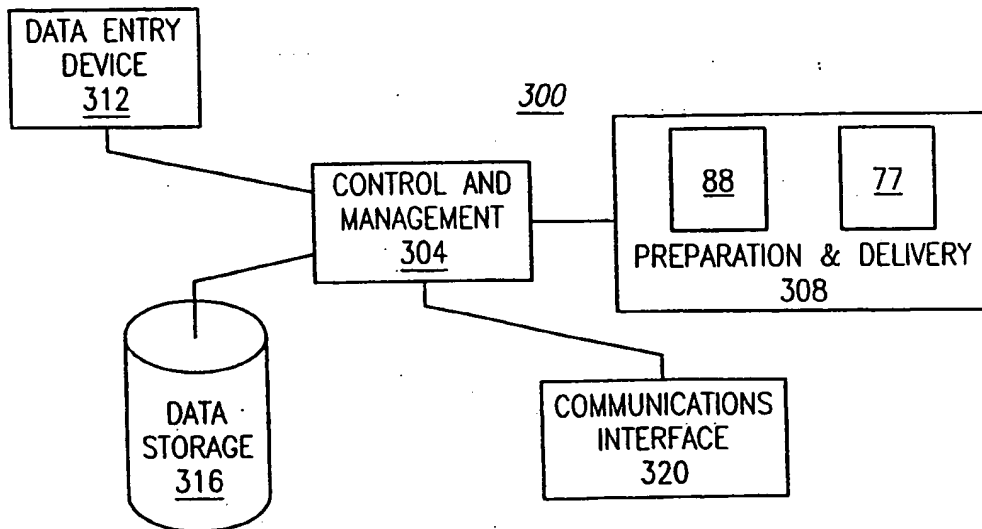 DATA ENTRY
DEVICE
312
300
CONTROL AND
MANAGEMENT
304
88
77
PREPARATION & DELIVERY
308
DATA
STORAGE
316
COMMUNICATIONS
INTERFACE
320